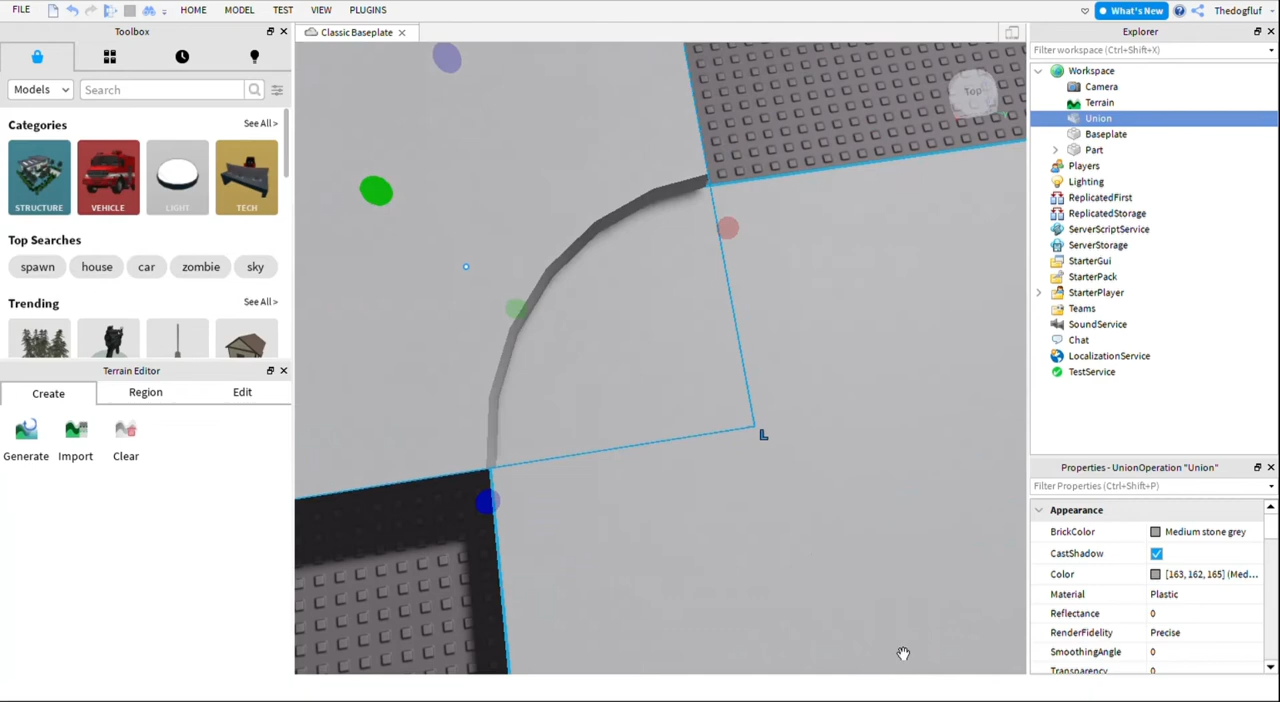 FILE HOME MODEL TEST VIEW PLUGINS What's New Thedogfluf
Toolbox
Models Search
Categories See All >
STRUCTURE VEHICLE LIGHT TECH
Top Searches
spawn house car zombie sky
Trending See All >
Terrain Editor
Create Region Edit
Generate Import Clear
Classic Baseplate
Top
L
Explorer
Filter workspace (Ctrl+Shift+X)
Workspace
Camera
Terrain
Union
Baseplate
Part
Players
Lighting
ReplicatedFirst
ReplicatedStorage
ServerScriptService
ServerStorage
StarterGui
StarterPack
StarterPlayer
Teams
SoundService
Chat
LocalizationService
TestService
Properties - UnionOperation "Union"
Filter Properties (Ctrl+Shift+P)
Appearance
BrickColor Medium stone grey
CastShadow
Color [163, 162, 165] (Med...
Material Plastic
Reflectance 0
RenderFidelity Precise
SmoothingAngle 0
Transparency 0